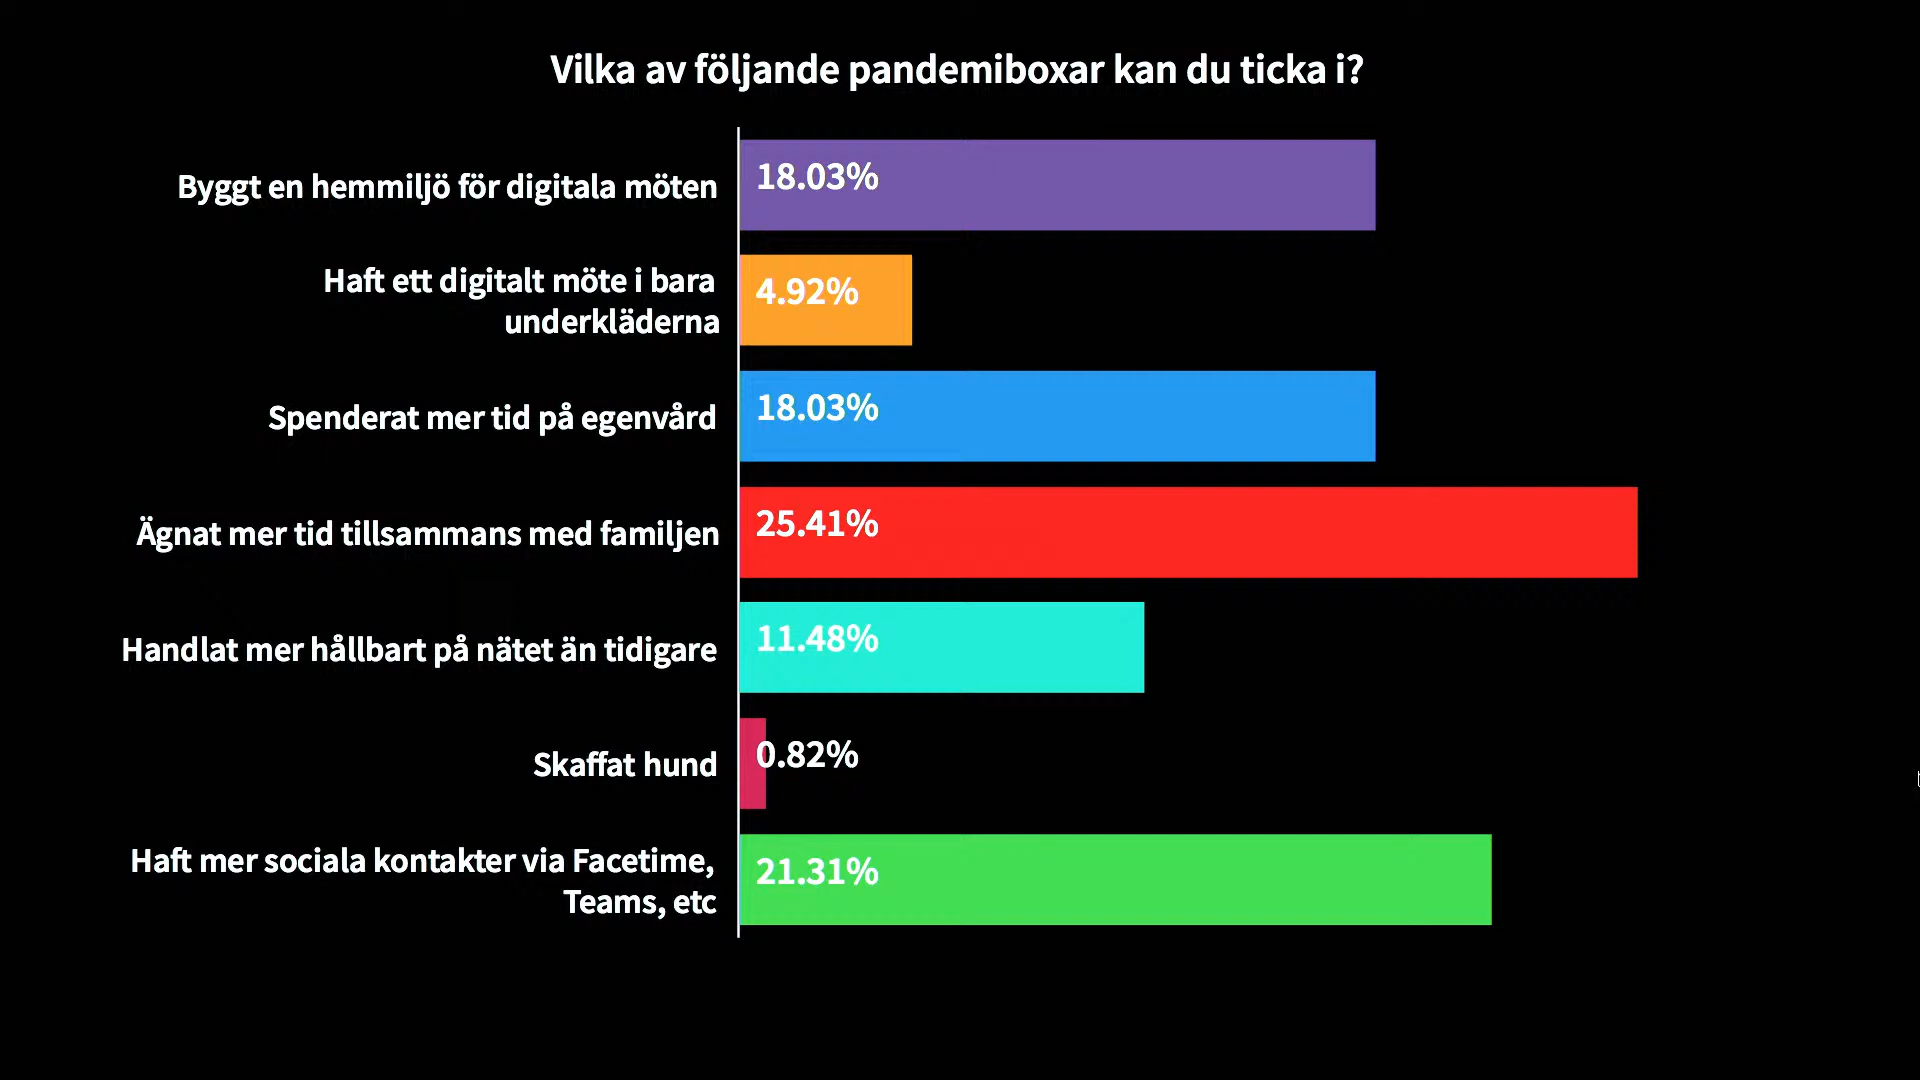 Vilka av följande pandemiboxar kan du ticka i?
Byggt en hemmiljö för digitala möten
18.03%
Haft ett digitalt möte i bara
underkläderna
4.92%
Spenderat mer tid på egenvård
18.03%
Ägnat mer tid tillsammans med familjen
25.41%
Handlat mer hållbart på nätet än tidigare
11.48%
Skaffat hund
0.82%
Haft mer sociala kontakter via Facetime,
Teams, etc
21.31%